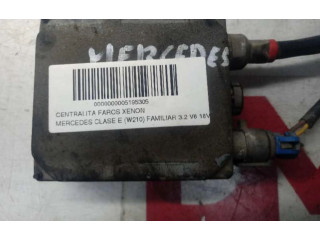 MERCEDES
0000000005195305
CENTRALITA FAROS XENON
MERCEDES CLASE E (W210) FAMILIAR 3.2 V6 18V